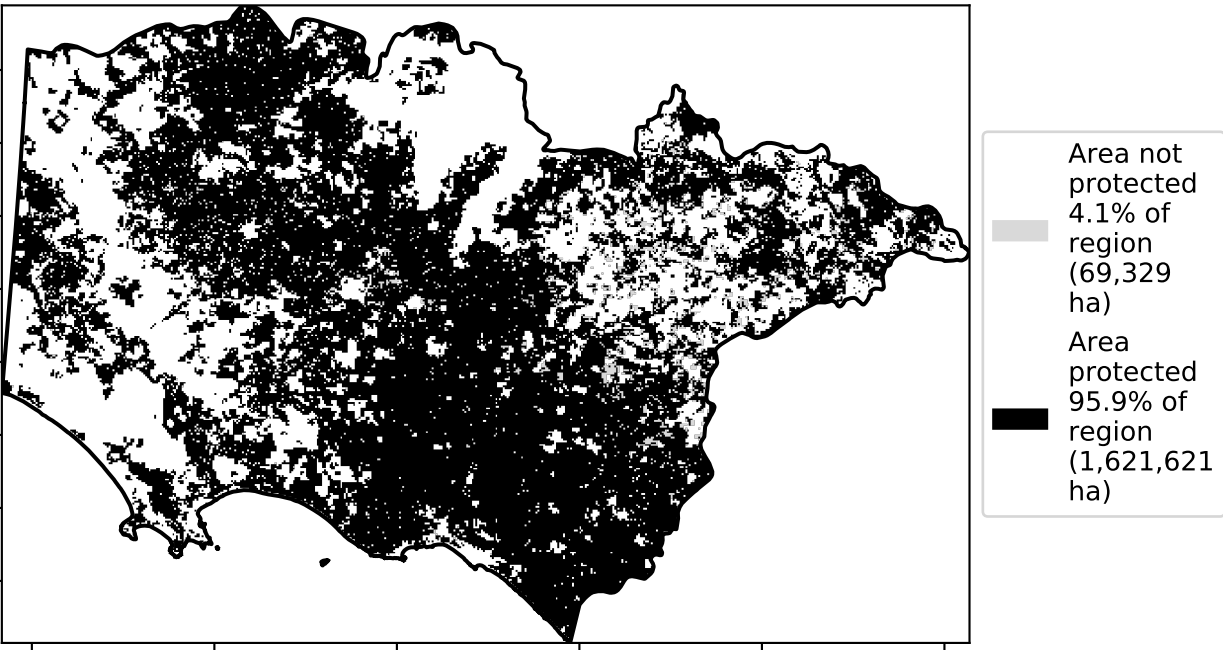 Area not
protected
4.1% of
region
(69,329
ha)
Area
protected
95.9% of
region
(1,621,621
ha)